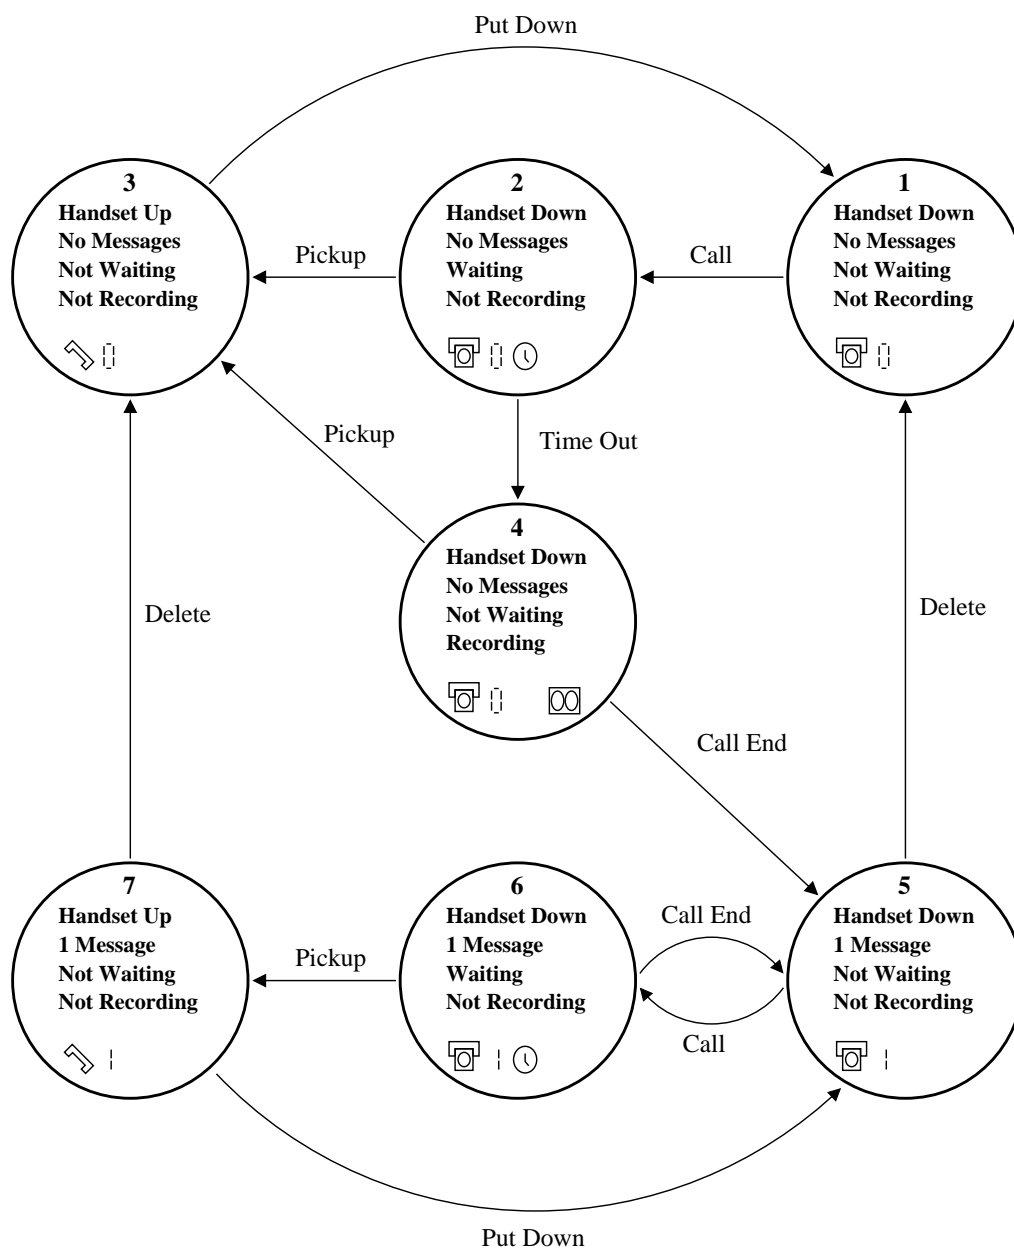 Put Down
3
Handset Up
No Messages
Not Waiting
Not Recording
0
Pickup
2
Handset Down
No Messages
Waiting
Not Recording
0
Call
1
Handset Down
No Messages
Not Waiting
Not Recording
0
Pickup
Time Out
4
Handset Down
No Messages
Not Waiting
Recording
0
Delete
Delete
Call End
7
Handset Up
1 Message
Not Waiting
Not Recording
1
Pickup
6
Handset Down
1 Message
Waiting
Not Recording
1
Call End
Call
5
Handset Down
1 Message
Not Waiting
Not Recording
1
Put Down